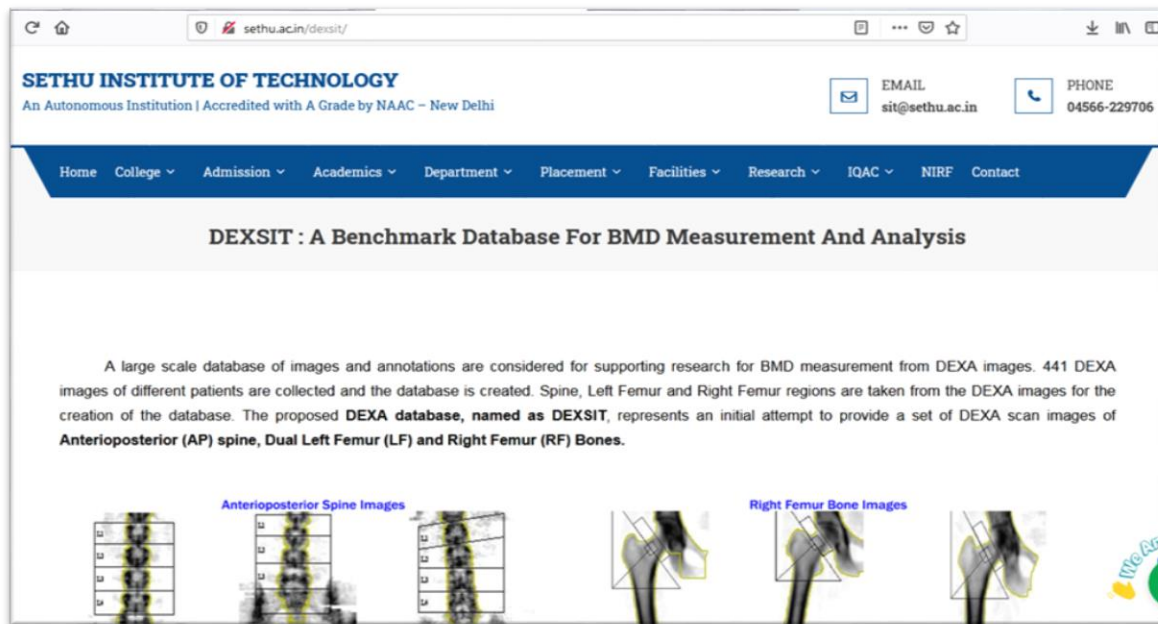 sethu.ac.in/dexsit/
SETHU INSTITUTE OF TECHNOLOGY
An Autonomous Institution | Accredited with A Grade by NAAC – New Delhi
EMAIL
sit@sethu.ac.in
PHONE
04566-229706
Home College Admission Academics Department Placement Facilities Research IQAC NIRF Contact
DEXSIT : A Benchmark Database For BMD Measurement And Analysis
A large scale database of images and annotations are considered for supporting research for BMD measurement from DEXA images. 441 DEXA
images of different patients are collected and the database is created. Spine, Left Femur and Right Femur regions are taken from the DEXA images for the
creation of the database. The proposed DEXA database, named as DEXSIT, represents an initial attempt to provide a set of DEXA scan images of
Anterioposterior (AP) spine, Dual Left Femur (LF) and Right Femur (RF) Bones.
Anterioposterior Spine Images
Right Femur Bone Images
We